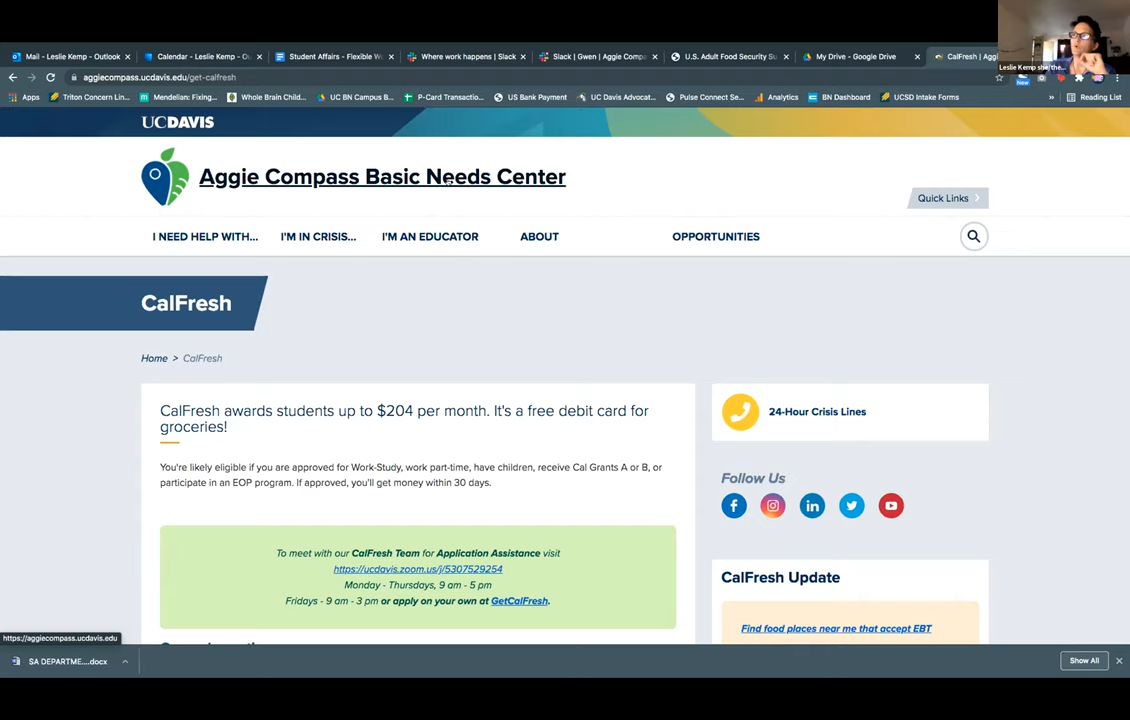 Mail - Leslie Kemp - Outlook
Calendar - Leslie Kemp - Ou
Student Affairs - Flexible W
Where work happens | Slack
Slack | Gwen | Aggie Comp
U.S. Adult Food Security Su
My Drive - Google Drive
CalFresh | Aggi
Leslie Kemp she/the...
aggiecompass.ucdavis.edu/get-calfresh
Apps
Triton Concern Lin...
Mendelian: Fixing...
Whole Brain Child...
UC BN Campus B...
P-Card Transactio...
US Bank Payment
UC Davis Advocat...
Pulse Connect Se...
Analytics
BN Dashboard
UCSD Intake Forms
»
Reading List
UCDAVIS
Aggie Compass Basic Needs Center
Quick Links
I NEED HELP WITH...
I'M IN CRISIS...
I'M AN EDUCATOR
ABOUT
OPPORTUNITIES
CalFresh
Home > CalFresh
CalFresh awards students up to $204 per month. It's a free debit card for
groceries!
You're likely eligible if you are approved for Work-Study, work part-time, have children, receive Cal Grants A or B, or
participate in an EOP program. If approved, you'll get money within 30 days.
To meet with our CalFresh Team for Application Assistance visit
https://ucdavis.zoom.us/j/5307529254
Monday - Thursdays, 9 am - 5 pm
Fridays - 9 am - 3 pm or apply on your own at GetCalFresh.
24-Hour Crisis Lines
Follow Us
CalFresh Update
Find food places near me that accept EBT
https://aggiecompass.ucdavis.edu
SA DEPARTME....docx
Show All